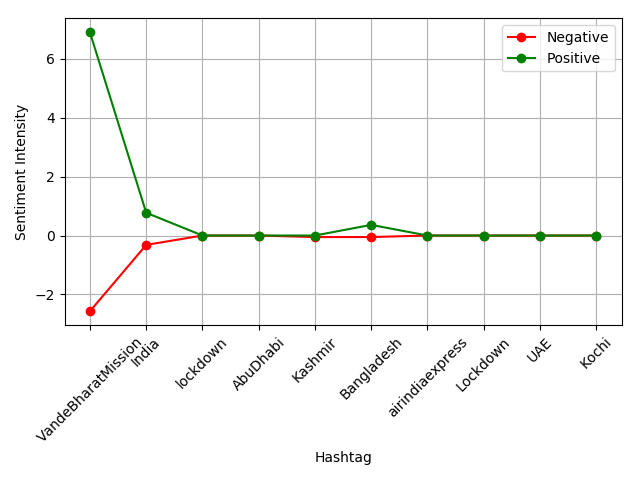 Negative
Positive
6
4
2
0
−2
Sentiment Intensity
VandeBharatMission
India
lockdown
AbuDhabi
Kashmir
Bangladesh
airindiaexpress
Lockdown
UAE
Kochi
Hashtag